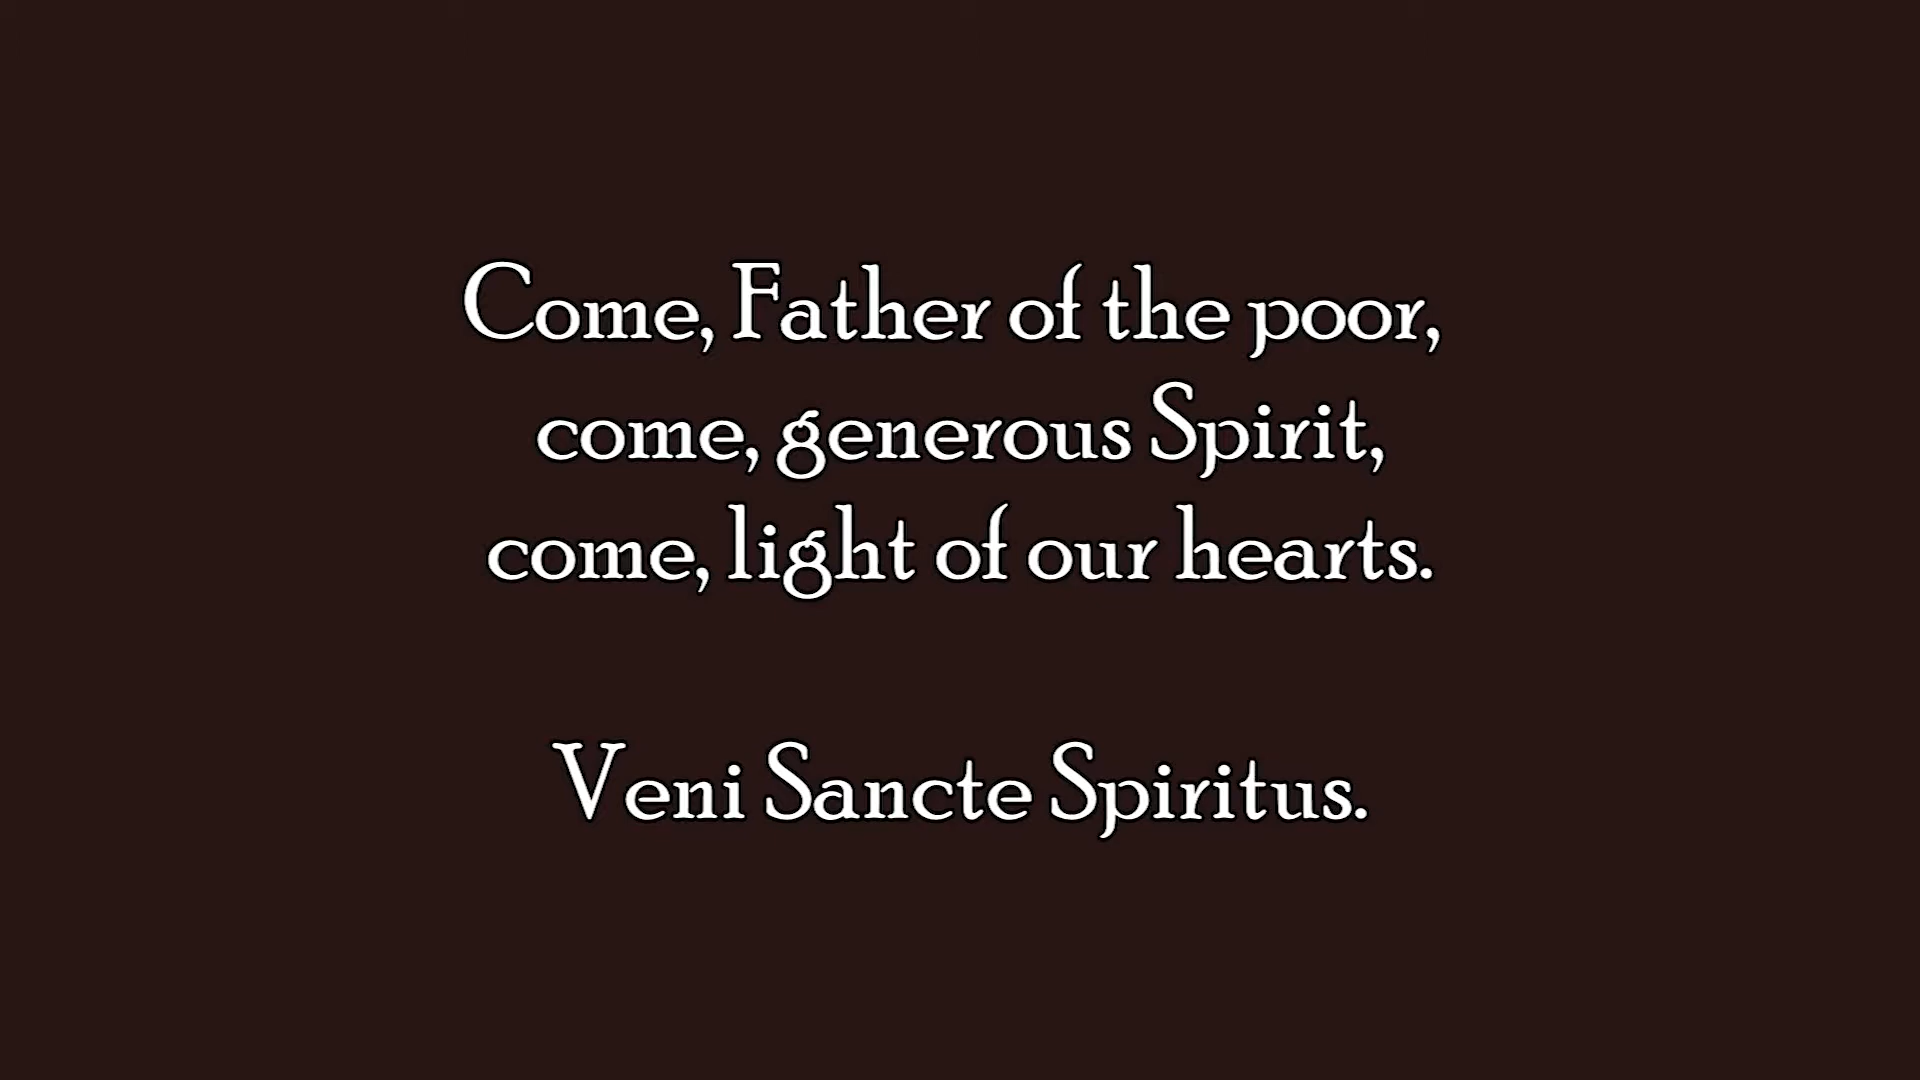 Come, Father of the poor,
come, generous Spirit,
come, light of our hearts.
Veni Sancte Spiritus.